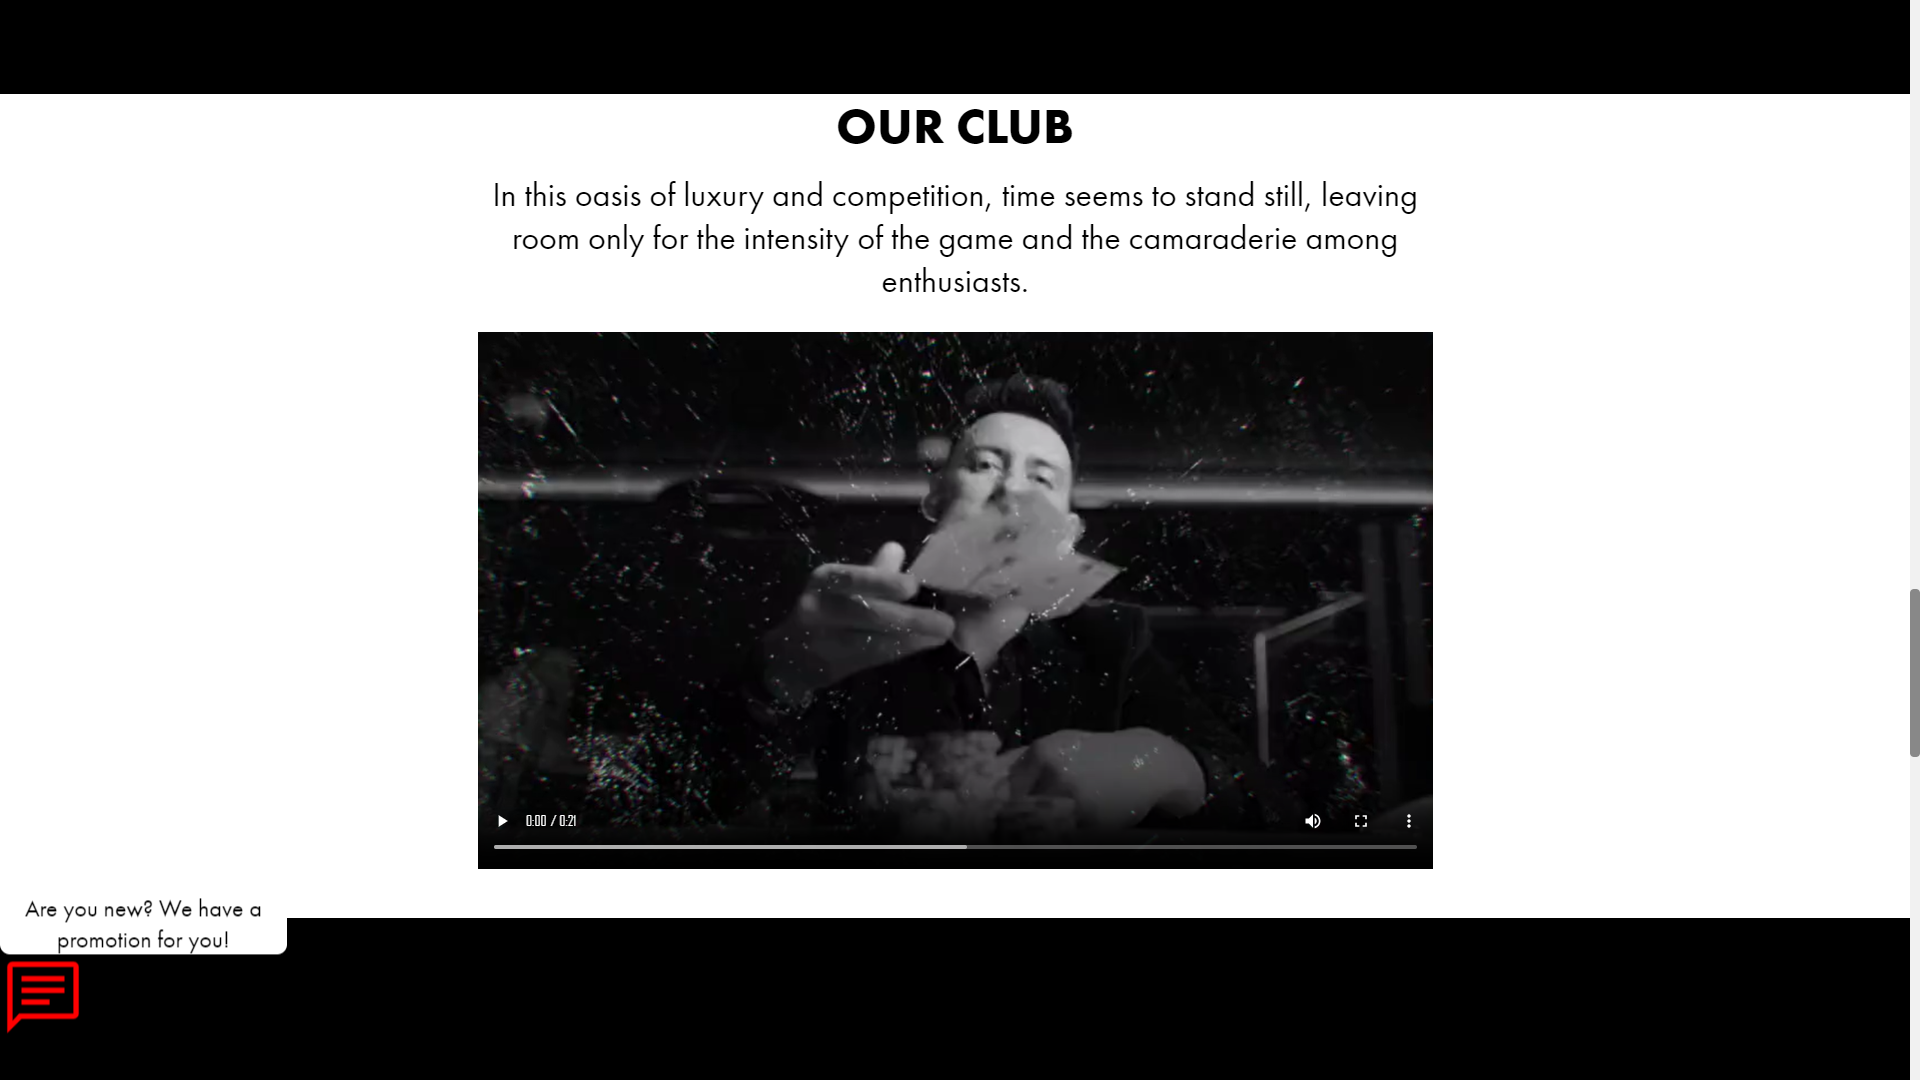 OUR CLUB
In this oasis of luxury and competition, time seems to stand still, leaving
room only for the intensity of the game and the camaraderie among
enthusiasts.
0:00 / 0:21
Are you new? We have a
promotion for you!